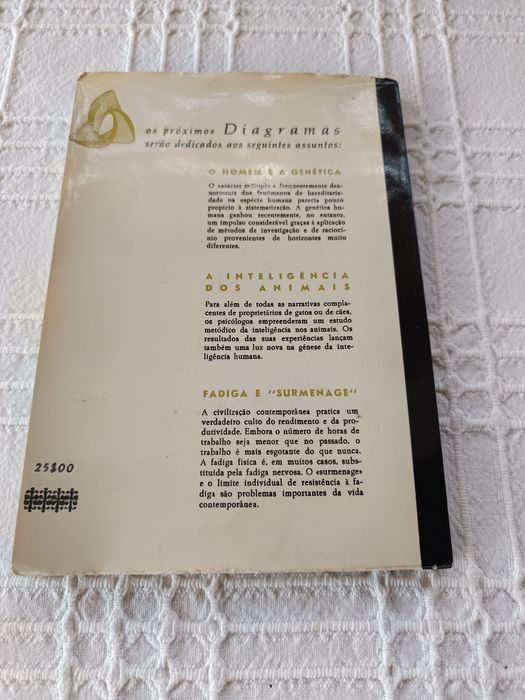 os próximos Diagramas
serão dedicados aos seguintes assuntos:
O HOMEM E A GENÉTICA
O carácter múltiplo e frequentemente des-
norteante dos fenómenos de hereditarie-
dade na espécie humana parecia pouco
propício à sistematização. A genética hu-
mana ganhou recentemente, no entanto,
um impulso considerável graças à aplicação
de métodos de investigação e de raciocí-
nio provenientes de horizontes muito
diferentes.
A INTELIGÊNCIA
DOS ANIMAIS
Para além de todas as narrativas compla-
centes de proprietários de gatos ou de cães,
os psicólogos empreenderam um estudo
metódico da inteligência nos animais. Os
resultados das suas experiências lançam
também uma luz nova na génese da inte-
ligência humana.
FADIGA E "SURMENAGE"
A civilização contemporânea pratica um
verdadeiro culto do rendimento e da pro-
dutividade. Embora o número de horas de
trabalho seja menor que no passado, o
trabalho é mais esgotante do que nunca.
A fadiga física é, em muitos casos, subs-
tituída pela fadiga nervosa. O «surmenage»
e o limite individual de resistência à fa-
diga são problemas importantes da vida
contemporânea.
25$00